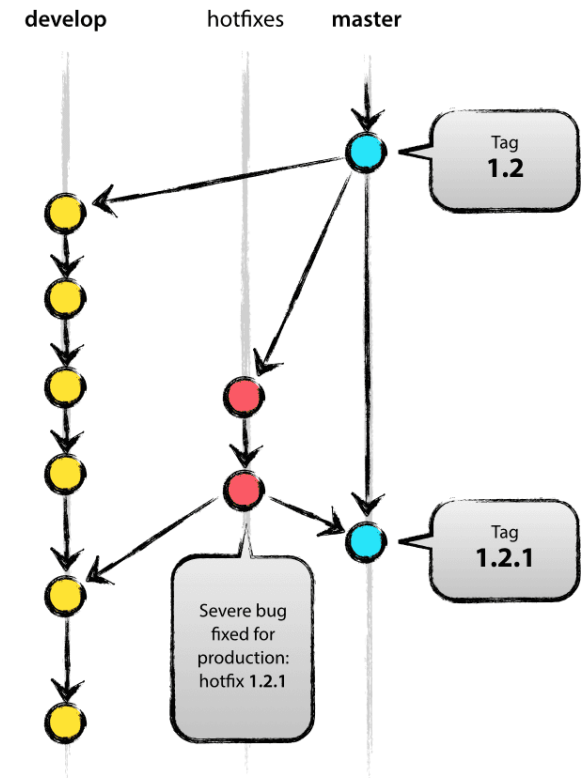 develop
hotfixes
master
Tag
1.2
Tag
1.2.1
Severe bug
fixed for
production:
hotfix 1.2.1